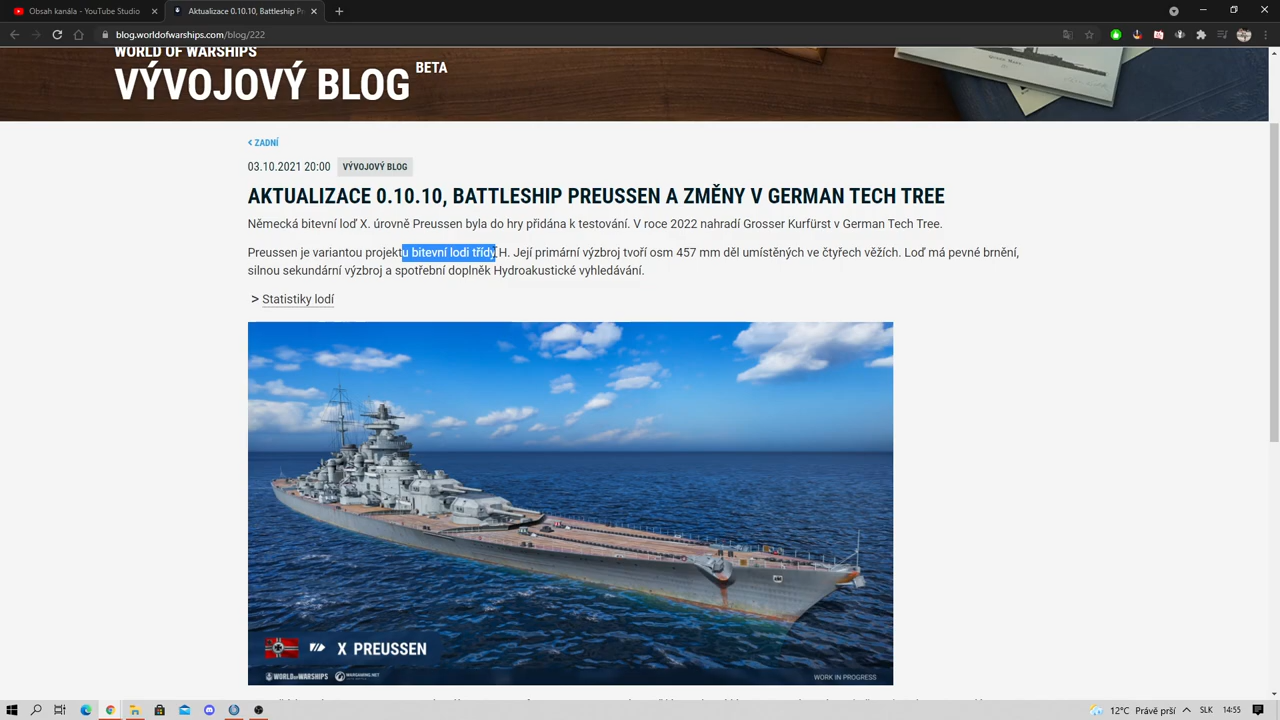 Obsah kanála - YouTube Studio
Aktualizace 0.10.10, Battleship Pr
blog.worldofwarships.com/blog/222
WORLD OF WARSHIPS
VÝVOJOVÝ BLOG BETA
ZADNÍ
03.10.2021 20:00 VÝVOJOVÝ BLOG
AKTUALIZACE 0.10.10, BATTLESHIP PREUSSEN A ZMĚNY V GERMAN TECH TREE
Německá bitevní loď X. úrovně Preussen byla do hry přidána k testování. V roce 2022 nahradí Grosser Kurfürst v German Tech Tree.
Preussen je variantou projektu bitevní lodi třídy H. Její primární výzbroj tvoří osm 457 mm děl umístěných ve čtyřech věžích. Loď má pevné brnění,
silnou sekundární výzbroj a spotřební doplněk Hydroakustické vyhledávání.
> Statistiky lodí
X PREUSSEN
WORLD OF WARSHIPS WARGAMING.NET
WORK IN PROGRESS
12°C Právě prší SLK 14:55